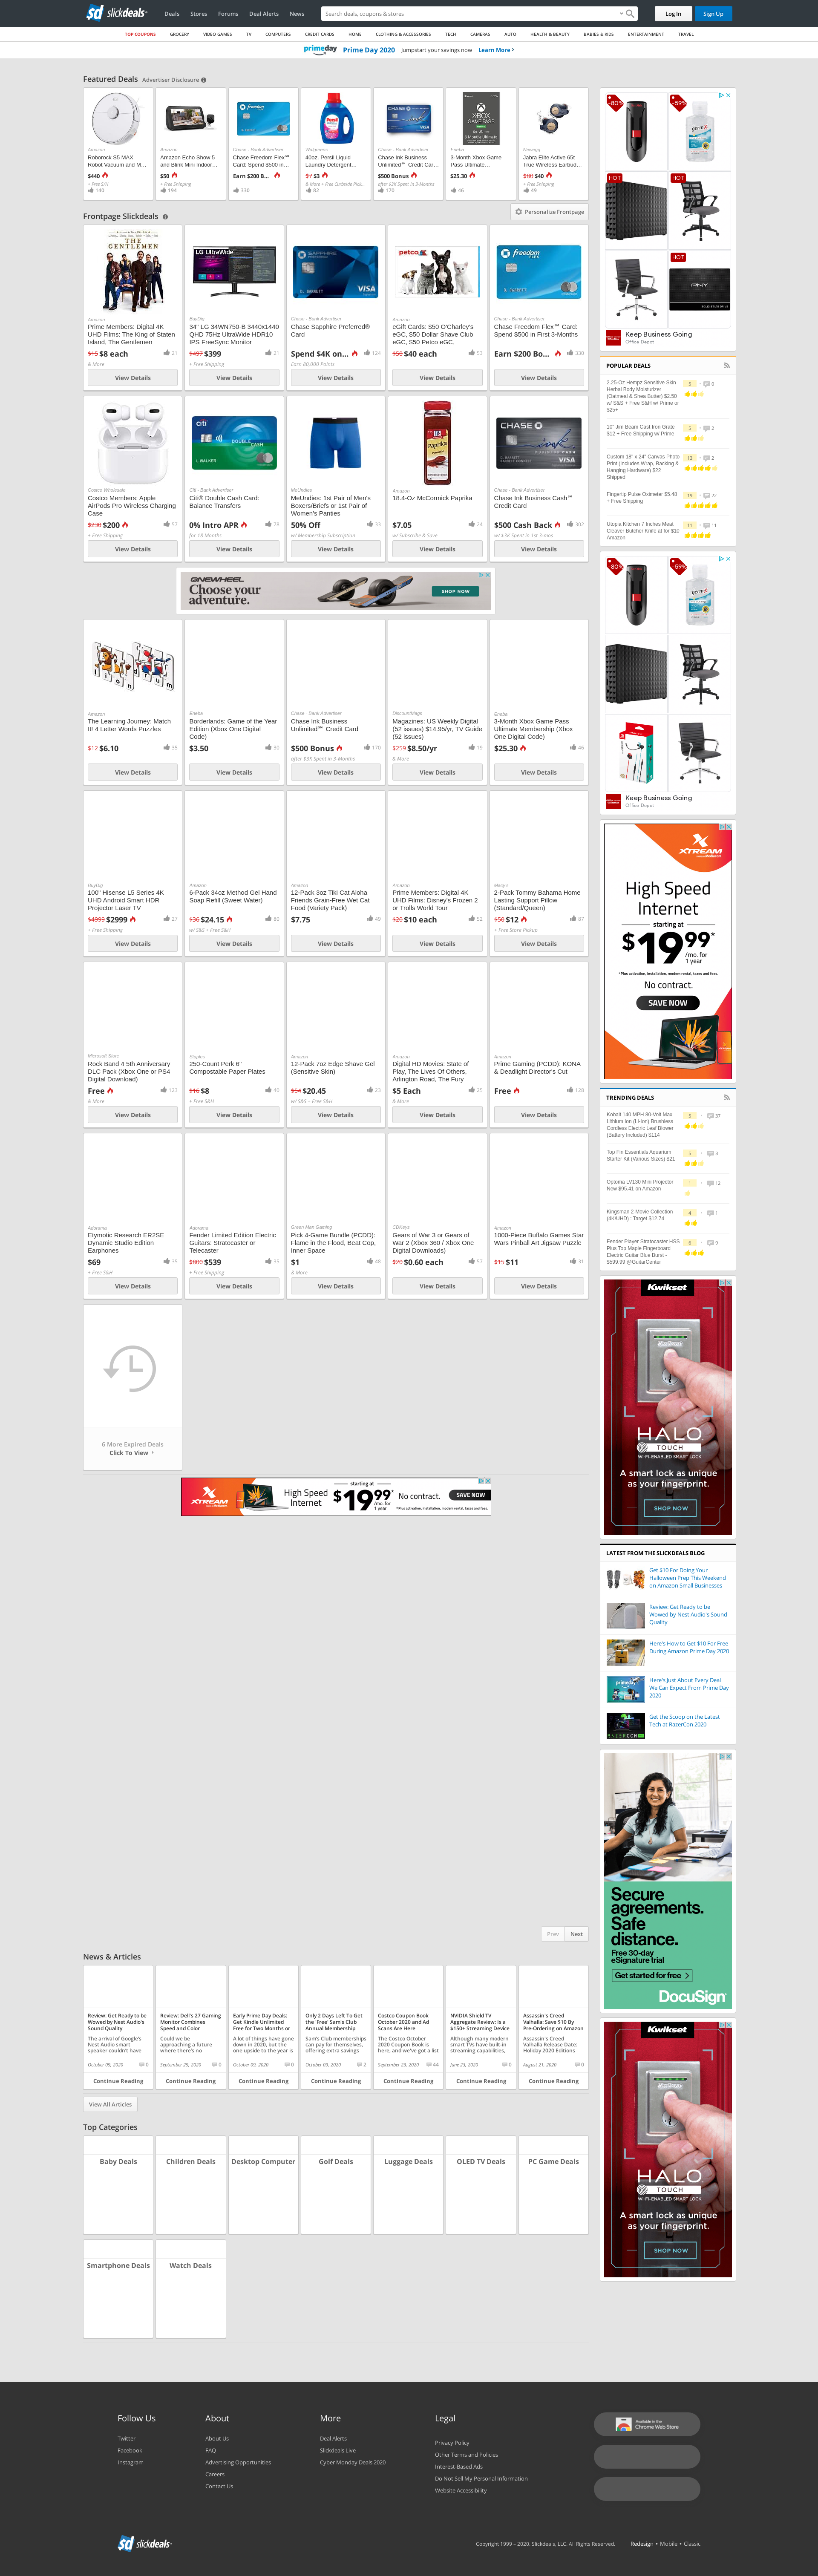 sd slickdeals
Deals Stores Forums Deal Alerts News
Search deals, coupons & stores
Log In Sign Up
TOP COUPONS GROCERY VIDEO GAMES TV COMPUTERS CREDIT CARDS HOME CLOTHING & ACCESSORIES TECH CAMERAS AUTO HEALTH & BEAUTY BABIES & KIDS ENTERTAINMENT TRAVEL
prime day Prime Day 2020 Jumpstart your savings now Learn More
Featured Deals Advertiser Disclosure
Amazon
Roborock S5 MAX
Robot Vacuum and M...
$440
+ Free S/H
140
Amazon
Amazon Echo Show 5
and Blink Mini Indoor...
$50
+ Free Shipping
194
Chase - Bank Advertiser
Chase Freedom Flex℠
Card: Spend $500 in...
Earn $200 B...
330
Walgreens
40oz. Persil Liquid
Laundry Detergent...
$7 $3
& More + Free Curbside Pick...
82
Chase - Bank Advertiser
Chase Ink Business
Unlimited℠ Credit Car...
$500 Bonus
after $3K Spent in 3-Months
170
Eneba
3-Month Xbox Game
Pass Ultimate...
$25.30
46
Newegg
Jabra Elite Active 65t
True Wireless Earbud...
$80 $40
+ Free Shipping
49
Frontpage Slickdeals
Personalize Frontpage
Amazon
Prime Members: Digital 4K
UHD Films: The King of Staten
Island, The Gentlemen
$15 $8 each
21
& More
View Details
BuyDig
34" LG 34WN750-B 3440x1440
QHD 75Hz UltraWide HDR10
IPS FreeSync Monitor
$497 $399
21
+ Free Shipping
View Details
Chase - Bank Advertiser
Chase Sapphire Preferred®
Card
Spend $4K on...
124
Earn 60,000 Points
View Details
Amazon
eGift Cards: $50 O'Charley's
eGC, $50 Dollar Shave Club
eGC, $50 Petco eGC,
$50 $40 each
53
View Details
Chase - Bank Advertiser
Chase Freedom Flex℠ Card:
Spend $500 in First 3-Months
Earn $200 Bo...
330
View Details
Costco Wholesale
Costco Members: Apple
AirPods Pro Wireless Charging
Case
$230 $200
57
+ Free Shipping
View Details
Citi - Bank Advertiser
Citi® Double Cash Card:
Balance Transfers
0% Intro APR
78
for 18 Months
View Details
MeUndies
MeUndies: 1st Pair of Men's
Boxers/Briefs or 1st Pair of
Women's Panties
50% Off
33
w/ Membership Subscription
View Details
Amazon
18.4-Oz McCormick Paprika
$7.05
24
w/ Subscribe & Save
View Details
Chase - Bank Advertiser
Chase Ink Business Cash℠
Credit Card
$500 Cash Back
302
w/ $3K Spent in 1st 3-mos
View Details
ONEWHEEL
Choose your
adventure.
SHOP NOW
Amazon
The Learning Journey: Match
It! 4 Letter Words Puzzles
$12 $6.10
35
View Details
Eneba
Borderlands: Game of the Year
Edition (Xbox One Digital
Code)
$3.50
30
View Details
Chase - Bank Advertiser
Chase Ink Business
Unlimited℠ Credit Card
$500 Bonus
170
after $3K Spent in 3 Months
View Details
DiscountMags
Magazines: US Weekly Digital
(52 issues) $14.95/yr, TV Guide
(52 issues)
$259 $8.50/yr
19
& More
View Details
Eneba
3-Month Xbox Game Pass
Ultimate Membership (Xbox
One Digital Code)
$25.30
46
View Details
BuyDig
100" Hisense L5 Series 4K
UHD Android Smart HDR
Projector Laser TV
$4999 $2999
27
+ Free Shipping
View Details
Amazon
6-Pack 34oz Method Gel Hand
Soap Refill (Sweet Water)
$36 $24.15
80
w/ S&S + Free S&H
View Details
Amazon
12-Pack 3oz Tiki Cat Aloha
Friends Grain-Free Wet Cat
Food (Variety Pack)
$7.75
49
View Details
Amazon
Prime Members: Digital 4K
UHD Films: Disney's Frozen 2
or Trolls World Tour
$20 $10 each
52
View Details
Macy's
2-Pack Tommy Bahama Home
Lasting Support Pillow
(Standard/Queen)
$50 $12
87
+ Free Store Pickup
View Details
Microsoft Store
Rock Band 4 5th Anniversary
DLC Pack (Xbox One or PS4
Digital Download)
Free
133
& More
View Details
Staples
250-Count Perk 6"
Compostable Paper Plates
$16 $8
40
+ Free S&H
View Details
Amazon
12-Pack 7oz Edge Shave Gel
(Sensitive Skin)
$54 $20.45
23
w/ S&S + Free S&H
View Details
Amazon
Digital HD Movies: State of
Play, The Lives Of Others,
Arlington Road, The Fury
$5 Each
25
& More
View Details
Amazon
Prime Gaming (PCDD): KONA
& Deadlight Director's Cut
Free
128
View Details
Adorama
Etymotic Research ER2SE
Dynamic Studio Edition
Earphones
$69
35
+ Free S&H
View Details
Adorama
Fender Limited Edition Electric
Guitars: Stratocaster or
Telecaster
$800 $539
35
+ Free Shipping
View Details
Green Man Gaming
Pick 4-Game Bundle (PCDD):
Flame in the Flood, Beat Cop,
Inner Space
$1
48
& More
View Details
CDKeys
Gears of War 3 or Gears of
War 2 (Xbox 360 / Xbox One
Digital Downloads)
$20 $0.60 each
57
View Details
Amazon
1000-Piece Buffalo Games Star
Wars Pinball Art Jigsaw Puzzle
$15 $11
31
View Details
6 More Expired Deals
Click To View
XTREAM
High Speed
Internet
starting at
$19.99*
/mo. for
1 year
No contract.
*Plus activation, installation, modem rental, taxes and fees.
SAVE NOW
Prev Next
News & Articles
Review: Get Ready to be
Wowed by Nest Audio's
Sound Quality
The arrival of Google's
Nest Audio smart
speaker couldn't have
October 09, 2020
0
Continue Reading
Review: Dell's 27 Gaming
Monitor Combines
Speed and Color
Could we be
approaching a future
where there's no
September 29, 2020
0
Continue Reading
Early Prime Day Deals:
Get Kindle Unlimited
Free for Two Months or
A lot of things have gone
down in 2020, but the
one upside to the year is
October 09, 2020
0
Continue Reading
Only 2 Days Left To Get
the 'Free' Sam's Club
Annual Membership
Sam's Club memberships
can pay for themselves,
offering extra savings
October 09, 2020
2
Continue Reading
Costco Coupon Book
October 2020 and Ad
Scans Are Here
The Costco October
2020 Coupon Book is
here, and we've got a list
September 23, 2020
44
Continue Reading
NVIDIA Shield TV
Aggregate Review: Is a
$150+ Streaming Device
Although many modern
smart TVs have built-in
streaming capabilities,
June 23, 2020
0
Continue Reading
Assassin's Creed
Valhalla: Save $10 By
Pre-Ordering on Amazon
Assassin's Creed
Valhalla Release Date:
Holiday 2020 Editions
August 21, 2020
0
Continue Reading
View All Articles
Top Categories
Baby Deals
Children Deals
Desktop Computer
Golf Deals
Luggage Deals
OLED TV Deals
PC Game Deals
Smartphone Deals
Watch Deals
-80%
-59%
HOT
HOT
HOT
PNY
Keep Business Going
Office Depot
POPULAR DEALS
2.25-Oz Hempz Sensitive Skin
Herbal Body Moisturizer
(Oatmeal & Shea Butter) $2.50
w/ S&S + Free S&H w/ Prime or
$25+
5 0
10" Jim Beam Cast Iron Grate
$12 + Free Shipping w/ Prime
5 2
Custom 18" x 24" Canvas Photo
Print (Includes Wrap, Backing &
Hanging Hardware) $22
Shipped
13 2
Fingertip Pulse Oximeter $5.48
+ Free Shipping
19 22
Utopia Kitchen 7 Inches Meat
Cleaver Butcher Knife at for $10
Amazon
11 11
-80%
-59%
Keep Business Going
Office Depot
XTREAM
High Speed
Internet
starting at
$19.99*
/mo. for
1 year
*Plus activation, installation, modem rental, taxes and fees.
No contract.
SAVE NOW
TRENDING DEALS
Kobalt 140 MPH 80-Volt Max
Lithium Ion (Li-Ion) Brushless
Cordless Electric Leaf Blower
(Battery Included) $114
5 37
Top Fin Essentials Aquarium
Starter Kit (Various Sizes) $21
5 3
Optoma LV130 Mini Projector
New $95.41 on Amazon
1 12
Kingsman 2-Movie Collection
(4K/UHD) : Target $12.74
4 1
Fender Player Stratocaster HSS
Plus Top Maple Fingerboard
Electric Guitar Blue Burst -
$599.99 @GuitarCenter
6 9
Kwikset
HALO
TOUCH
WI-FI-ENABLED SMART LOCK
A smart lock as unique
as your fingerprint.
SHOP NOW
LATEST FROM THE SLICKDEALS BLOG
Get $10 For Doing Your
Halloween Prep This Weekend
on Amazon Small Businesses
Review: Get Ready to be
Wowed by Nest Audio's Sound
Quality
Here's How to Get $10 For Free
During Amazon Prime Day 2020
Here's Just About Every Deal
We Can Expect From Prime Day
2020
Get the Scoop on the Latest
Tech at RazerCon 2020
Secure
agreements.
Safe
distance.
Free 30-day
eSignature trial
Get started for free
DocuSign
Kwikset
HALO
TOUCH
WI-FI-ENABLED SMART LOCK
A smart lock as unique
as your fingerprint.
SHOP NOW
Follow Us
Twitter
Facebook
Instagram
About
About Us
FAQ
Advertising Opportunities
Careers
Contact Us
More
Deal Alerts
Slickdeals Live
Cyber Monday Deals 2020
Legal
Privacy Policy
Other Terms and Policies
Interest-Based Ads
Do Not Sell My Personal Information
Website Accessibility
Available in the
Chrome Web Store
sd slickdeals
Copyright 1999 - 2020. Slickdeals, LLC. All Rights Reserved. Redesign • Mobile • Classic